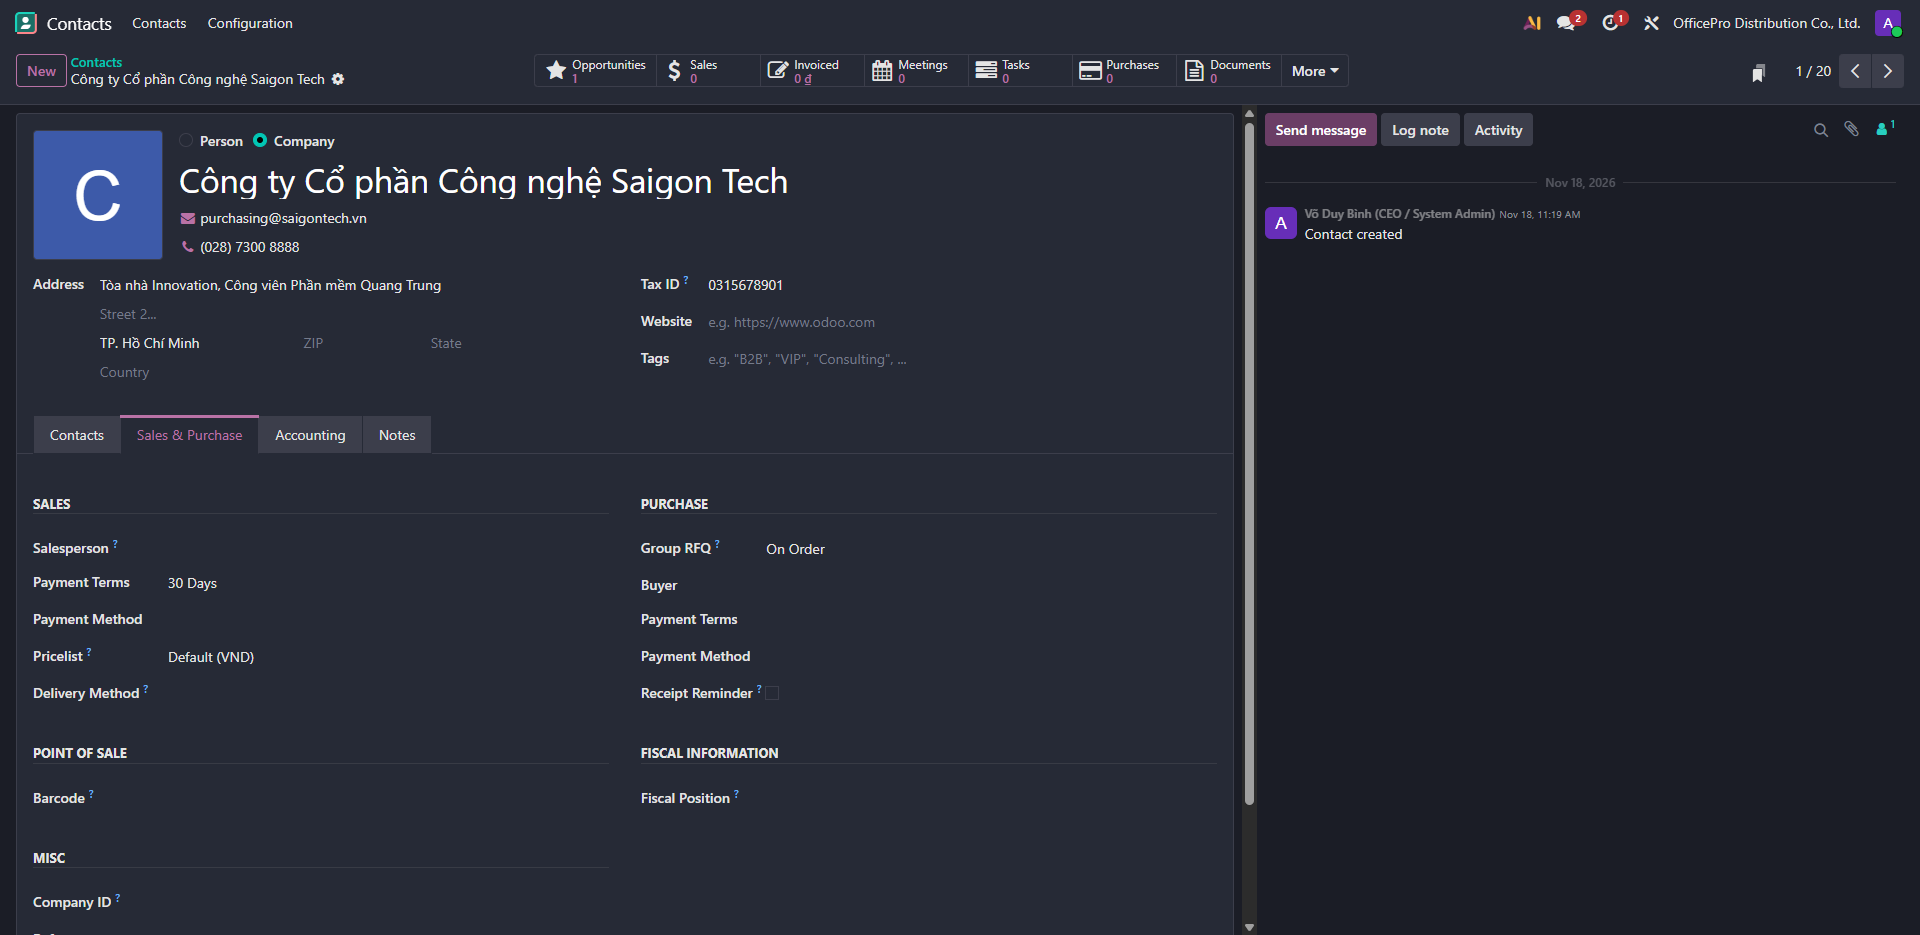 Contacts Contacts Configuration
AI 2 1 OfficePro Distribution Co., Ltd. A
New Contacts
Công ty Cổ phần Công nghệ Saigon Tech
Opportunities 1
Sales 0
Invoiced 0 ₫
Meetings 0
Tasks 0
Purchases 0
Documents 0
More
1 / 20
C
Person Company
Công ty Cổ phần Công nghệ Saigon Tech
purchasing@saigontech.vn
(028) 7300 8888
Address Tòa nhà Innovation, Công viên Phần mềm Quang Trung
Street 2...
TP. Hồ Chí Minh ZIP State
Country
Tax ID ? 0315678901
Website e.g. https://www.odoo.com
Tags e.g. "B2B", "VIP", "Consulting", ...
Contacts Sales & Purchase Accounting Notes
SALES
Salesperson ?
Payment Terms 30 Days
Payment Method
Pricelist ? Default (VND)
Delivery Method ?
PURCHASE
Group RFQ ? On Order
Buyer
Payment Terms
Payment Method
Receipt Reminder ?
POINT OF SALE
Barcode ?
FISCAL INFORMATION
Fiscal Position ?
MISC
Company ID ?
Send message Log note Activity
1
Nov 18, 2026
A Võ Duy Bình (CEO / System Admin) Nov 18, 11:19 AM
Contact created